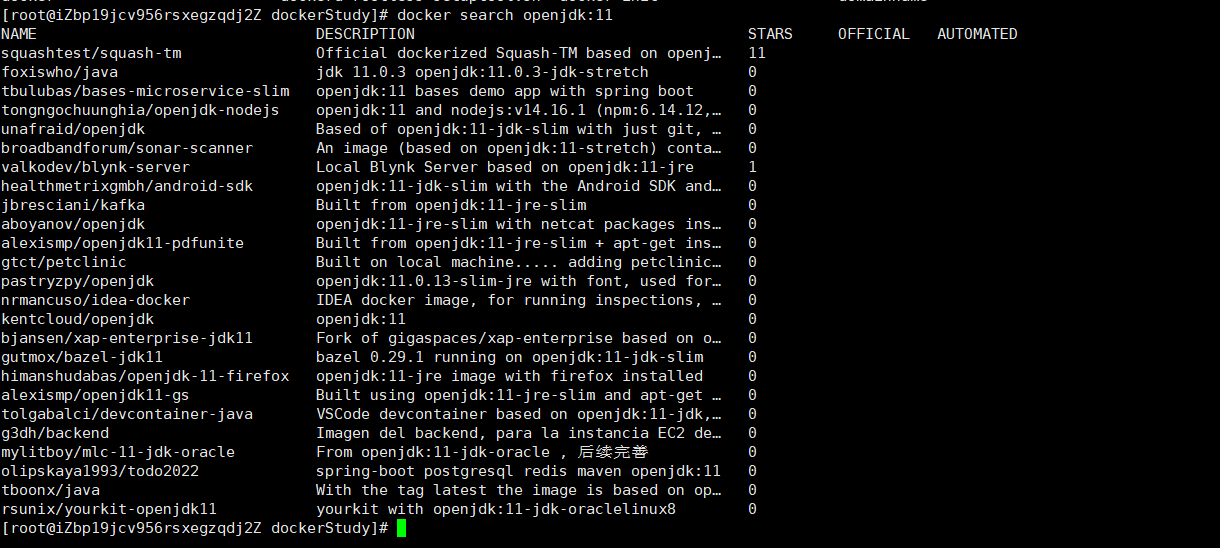 [root@iZbp19jcv956rsxegzqdj2Z dockerStudy]# docker search openjdk:11
NAME DESCRIPTION STARS OFFICIAL AUTOMATED
squashtest/squash-tm Official dockerized Squash-TM based on openj… 11
foxiswho/java jdk 11.0.3 openjdk:11.0.3-jdk-stretch 0
tbulubas/bases-microservice-slim openjdk:11 bases demo app with spring boot 0
tongngochuunghia/openjdk-nodejs openjdk:11 and nodejs:v14.16.1 (npm:6.14.12,… 0
unafraid/openjdk Based of openjdk:11-jdk-slim with just git, … 0
broadbandforum/sonar-scanner An image (based on openjdk:11-stretch) conta… 0
valkodev/blynk-server Local Blynk Server based on openjdk:11-jre 1
healthmetrixgmbh/android-sdk openjdk:11-jdk-slim with the Android SDK and… 0
jbresciani/kafka Built from openjdk:11-jre-slim 0
aboyanov/openjdk openjdk:11-jre-slim with netcat packages ins… 0
alexismp/openjdk11-pdfunite Built from openjdk:11-jre-slim + apt-get ins… 0
gtct/petclinic Built on local machine..... adding petclinic… 0
pastryzpy/openjdk openjdk:11.0.13-slim-jre with font, used for… 0
nrmancuso/idea-docker IDEA docker image, for running inspections, … 0
kentcloud/openjdk openjdk:11 0
bjansen/xap-enterprise-jdk11 Fork of gigaspaces/xap-enterprise based on o… 0
gutmox/bazel-jdk11 bazel 0.29.1 running on openjdk:11-jdk-slim 0
himanshudabas/openjdk-11-firefox openjdk:11-jre image with firefox installed 0
alexismp/openjdk11-gs Built using openjdk:11-jre-slim and apt-get … 0
tolgabalci/devcontainer-java VSCode devcontainer based on openjdk:11-jdk,… 0
g3dh/backend Imagen del backend, para la instancia EC2 de… 0
mylitboy/mlc-11-jdk-oracle From openjdk:11-jdk-oracle , 后续完善 0
olipskaya1993/todo2022 spring-boot postgresql redis maven openjdk:11 0
tboonx/java With the tag latest the image is based on op… 0
rsunix/yourkit-openjdk11 yourkit with openjdk:11-jdk-oraclelinux8 0
[root@iZbp19jcv956rsxegzqdj2Z dockerStudy]#